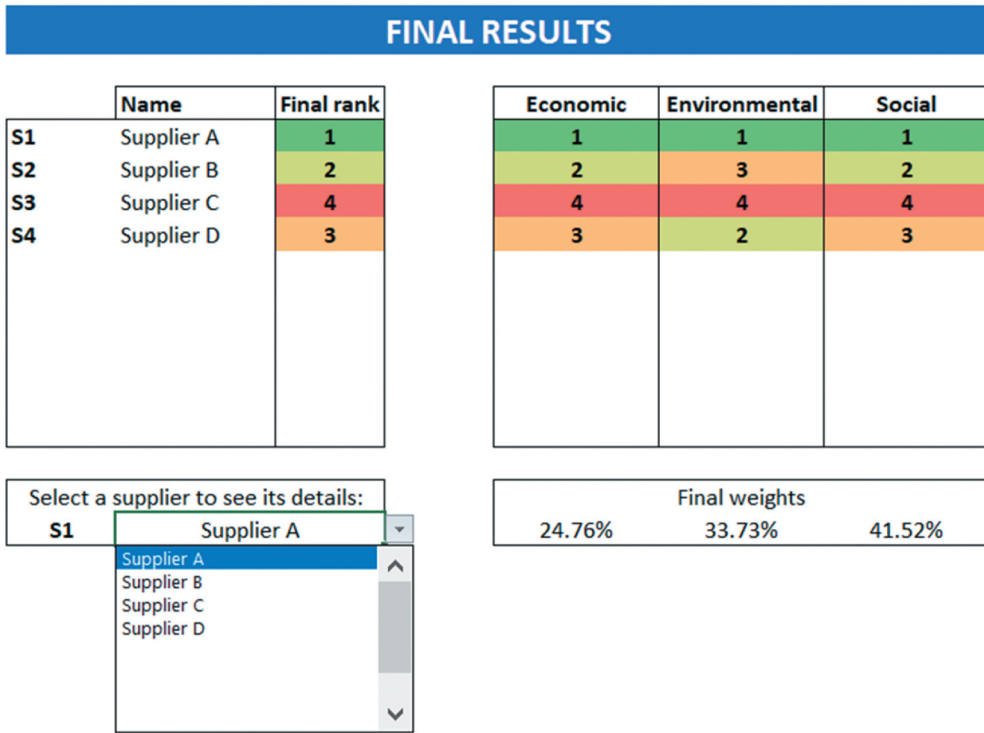 FINAL RESULTS
Name Final rank Economic Environmental Social
S1 Supplier A 1 1 1 1
S2 Supplier B 2 2 3 2
S3 Supplier C 4 4 4 4
S4 Supplier D 3 3 2 3
Select a supplier to see its details: Final weights
S1 Supplier A 24.76% 33.73% 41.52%
Supplier A
Supplier B
Supplier C
Supplier D